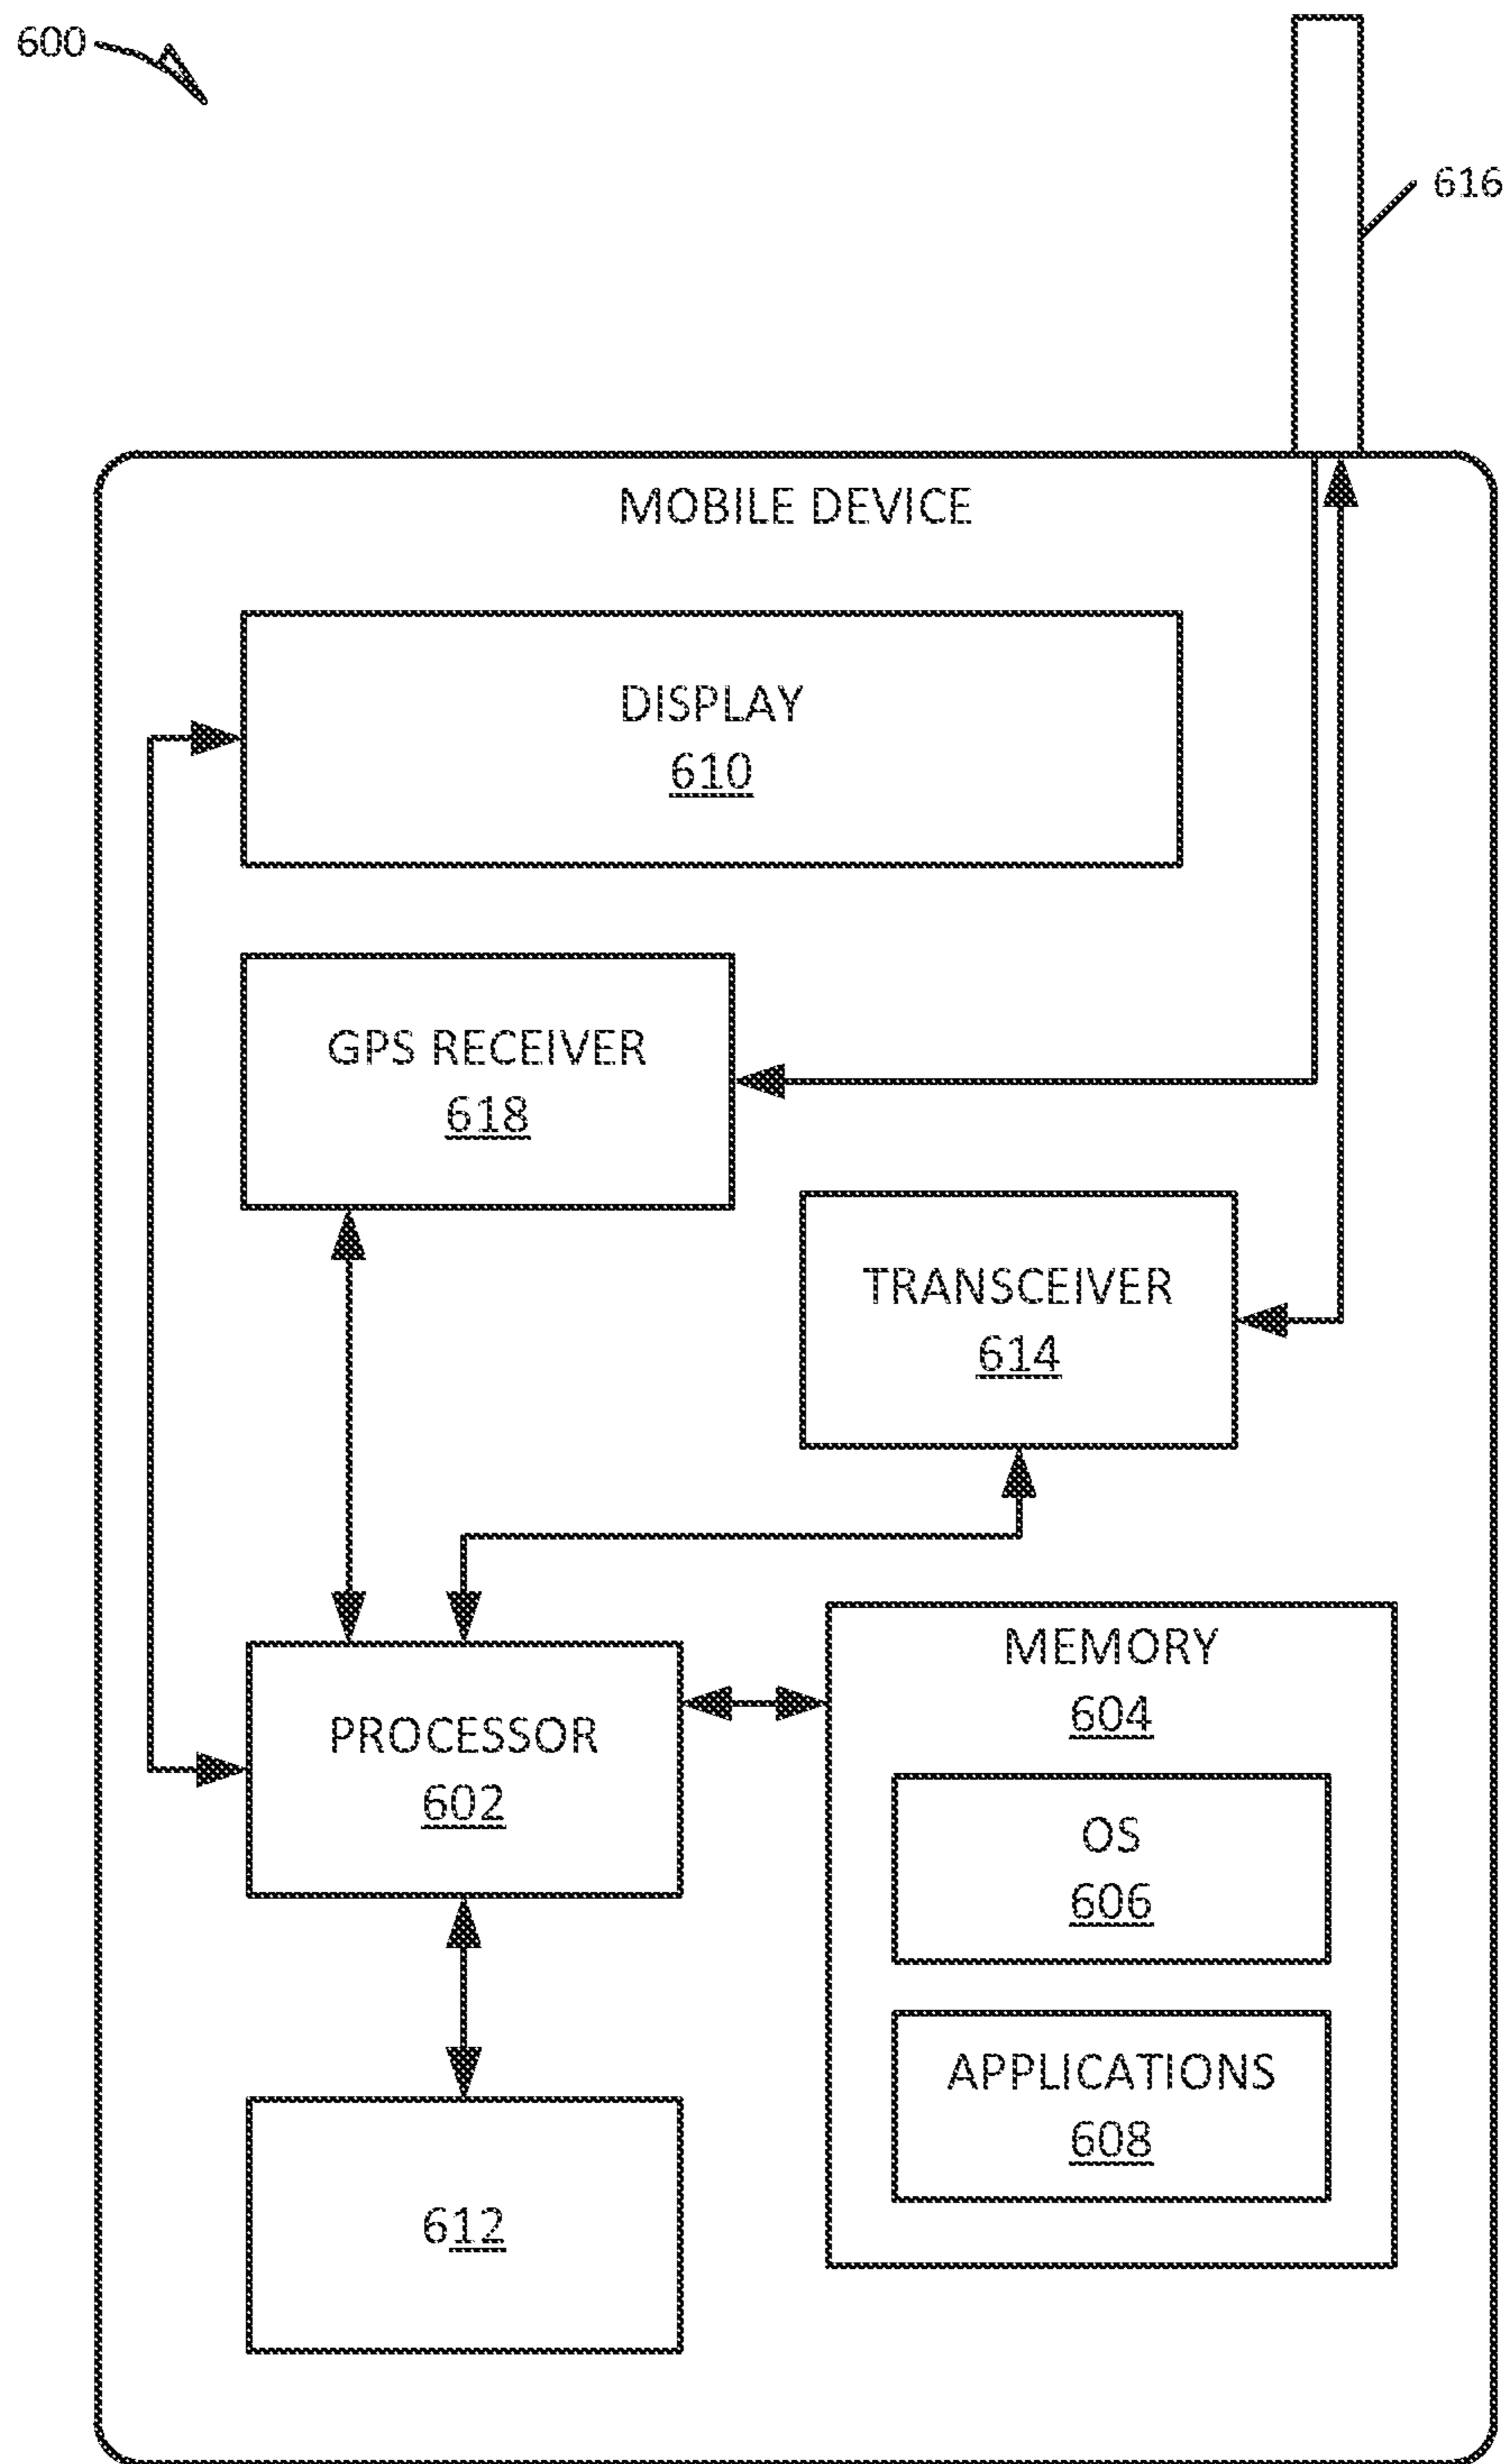 600
616
MOBILE DEVICE
DISPLAY
610
GPS RECEIVER
618
TRANSCEIVER
614
PROCESSOR
602
MEMORY
604
OS
606
APPLICATIONS
608
612